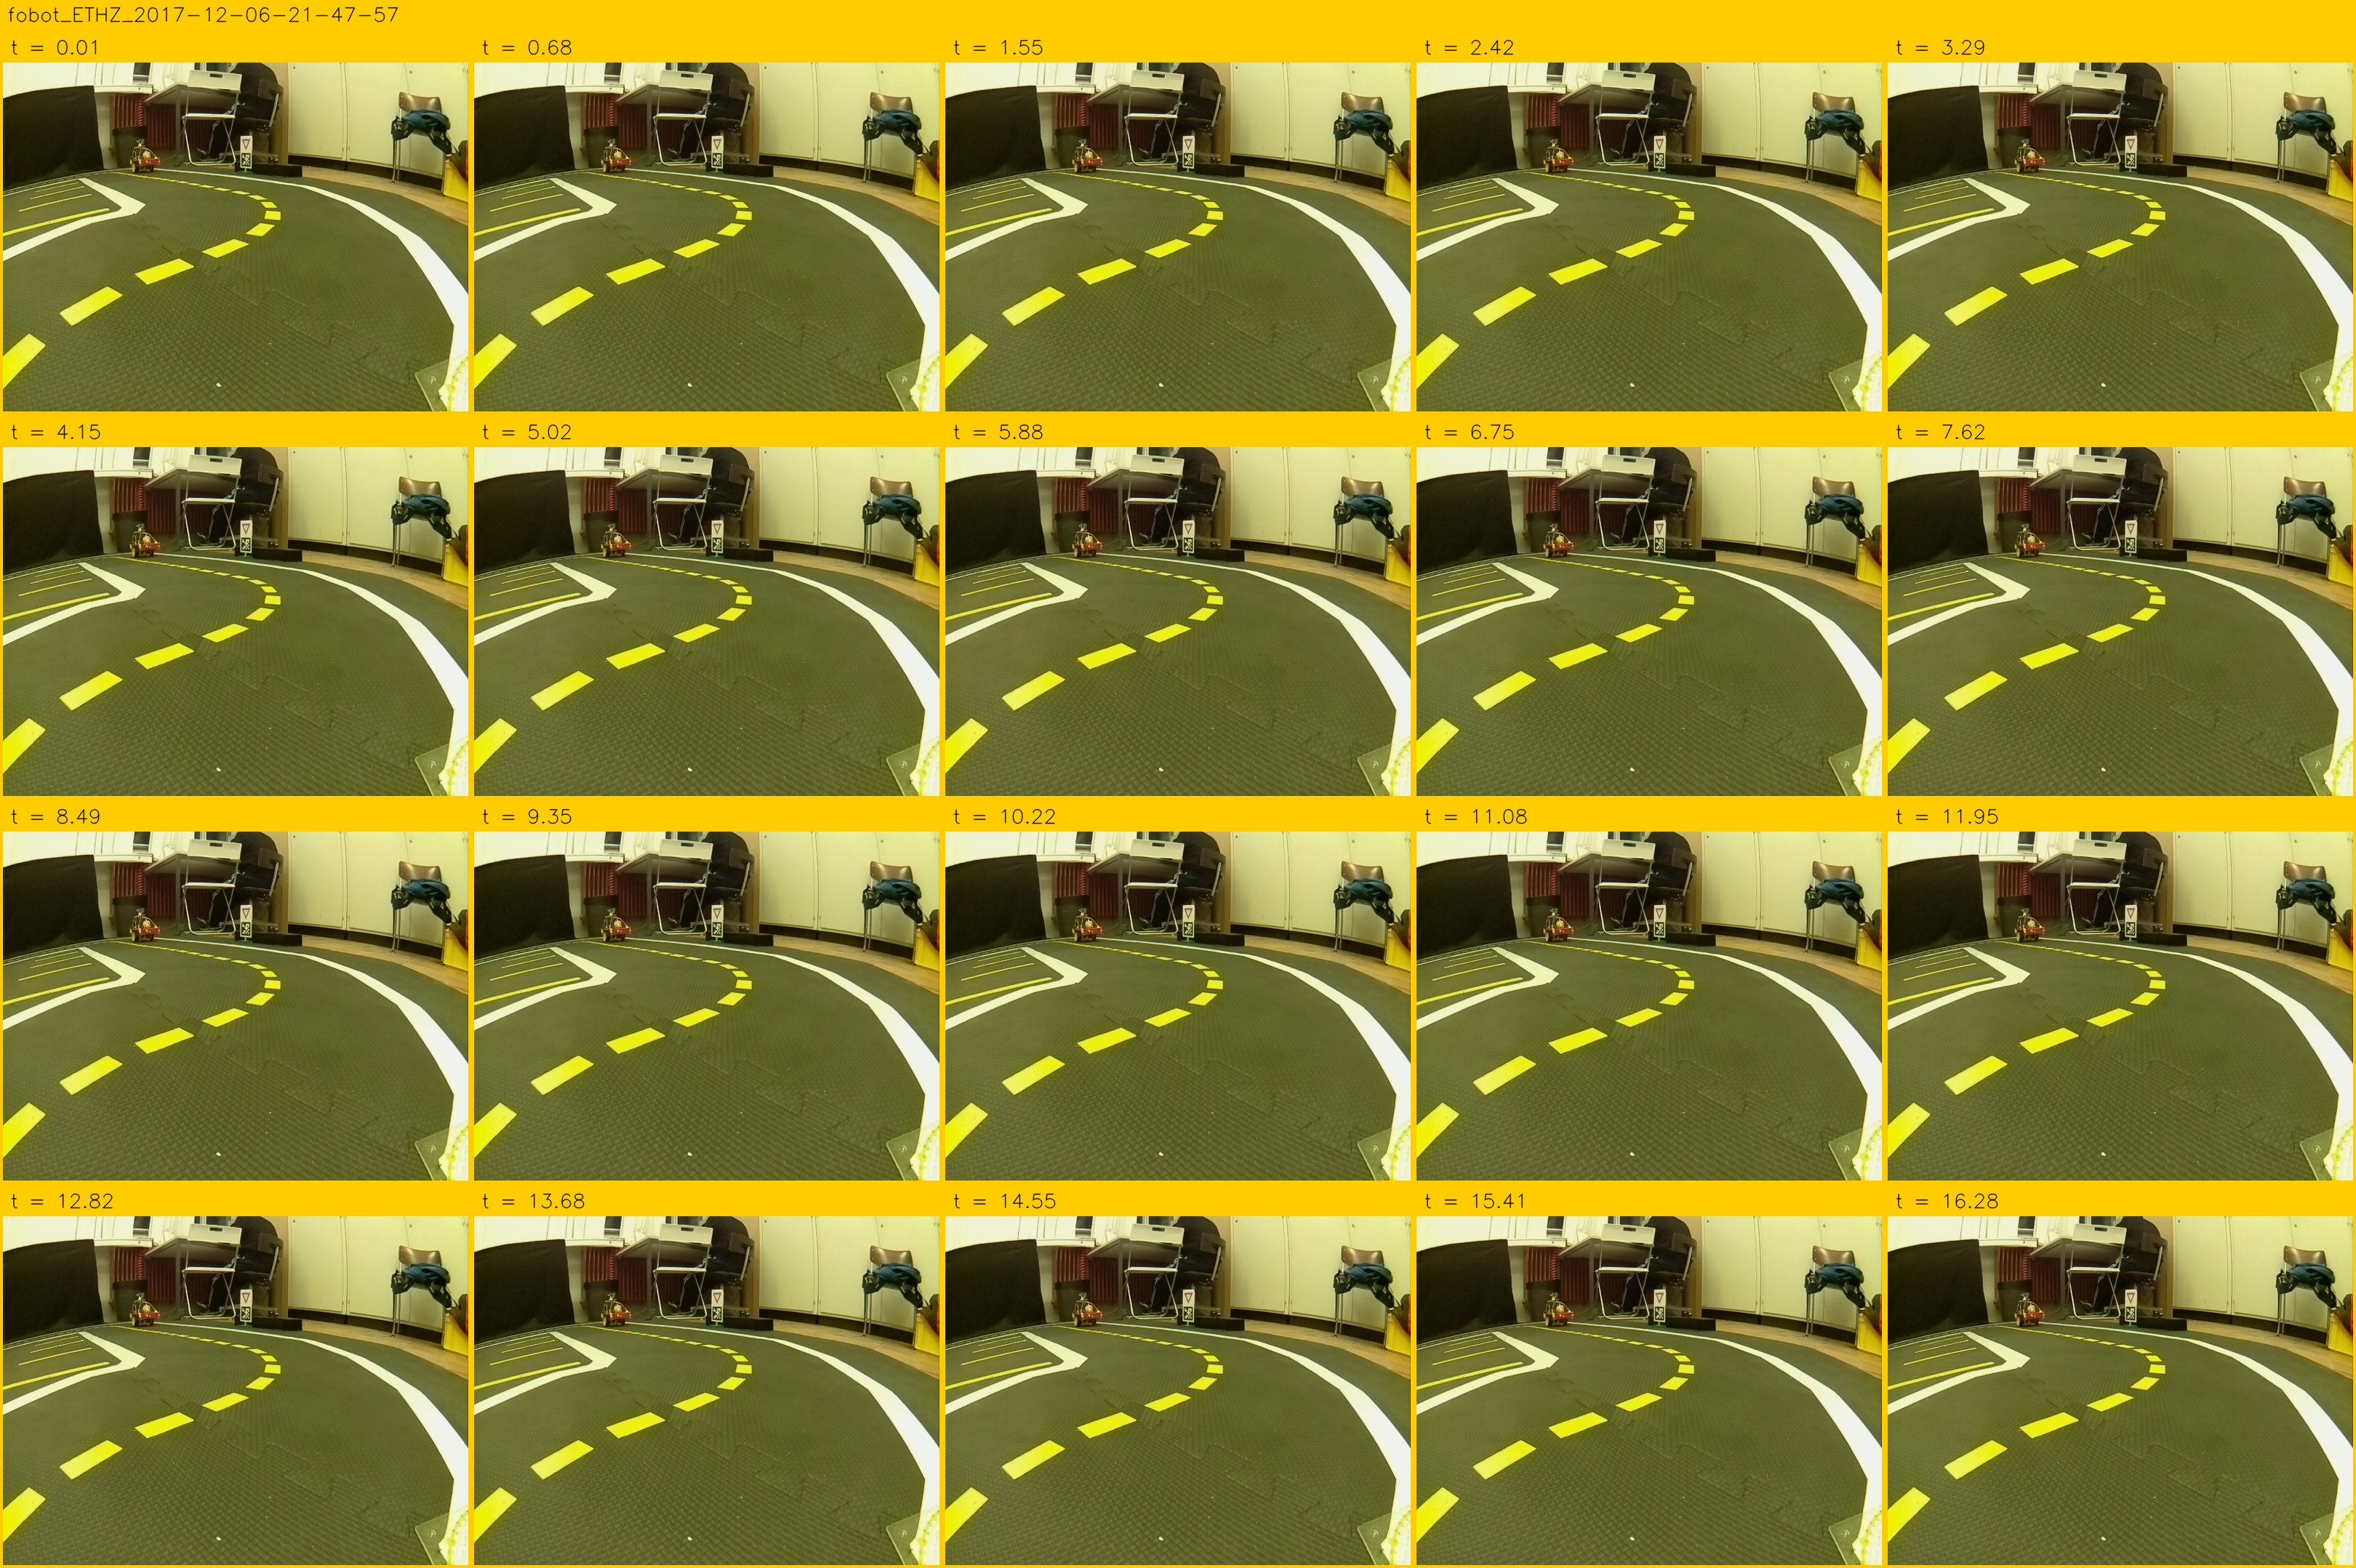 fobot_ETHZ_2017-12-06-21-47-57
t = 0.01
t = 0.68
t = 1.55
t = 2.42
t = 3.29
t = 4.15
t = 5.02
t = 5.88
t = 6.75
t = 7.62
t = 8.49
t = 9.35
t = 10.22
t = 11.08
t = 11.95
t = 12.82
t = 13.68
t = 14.55
t = 15.41
t = 16.28